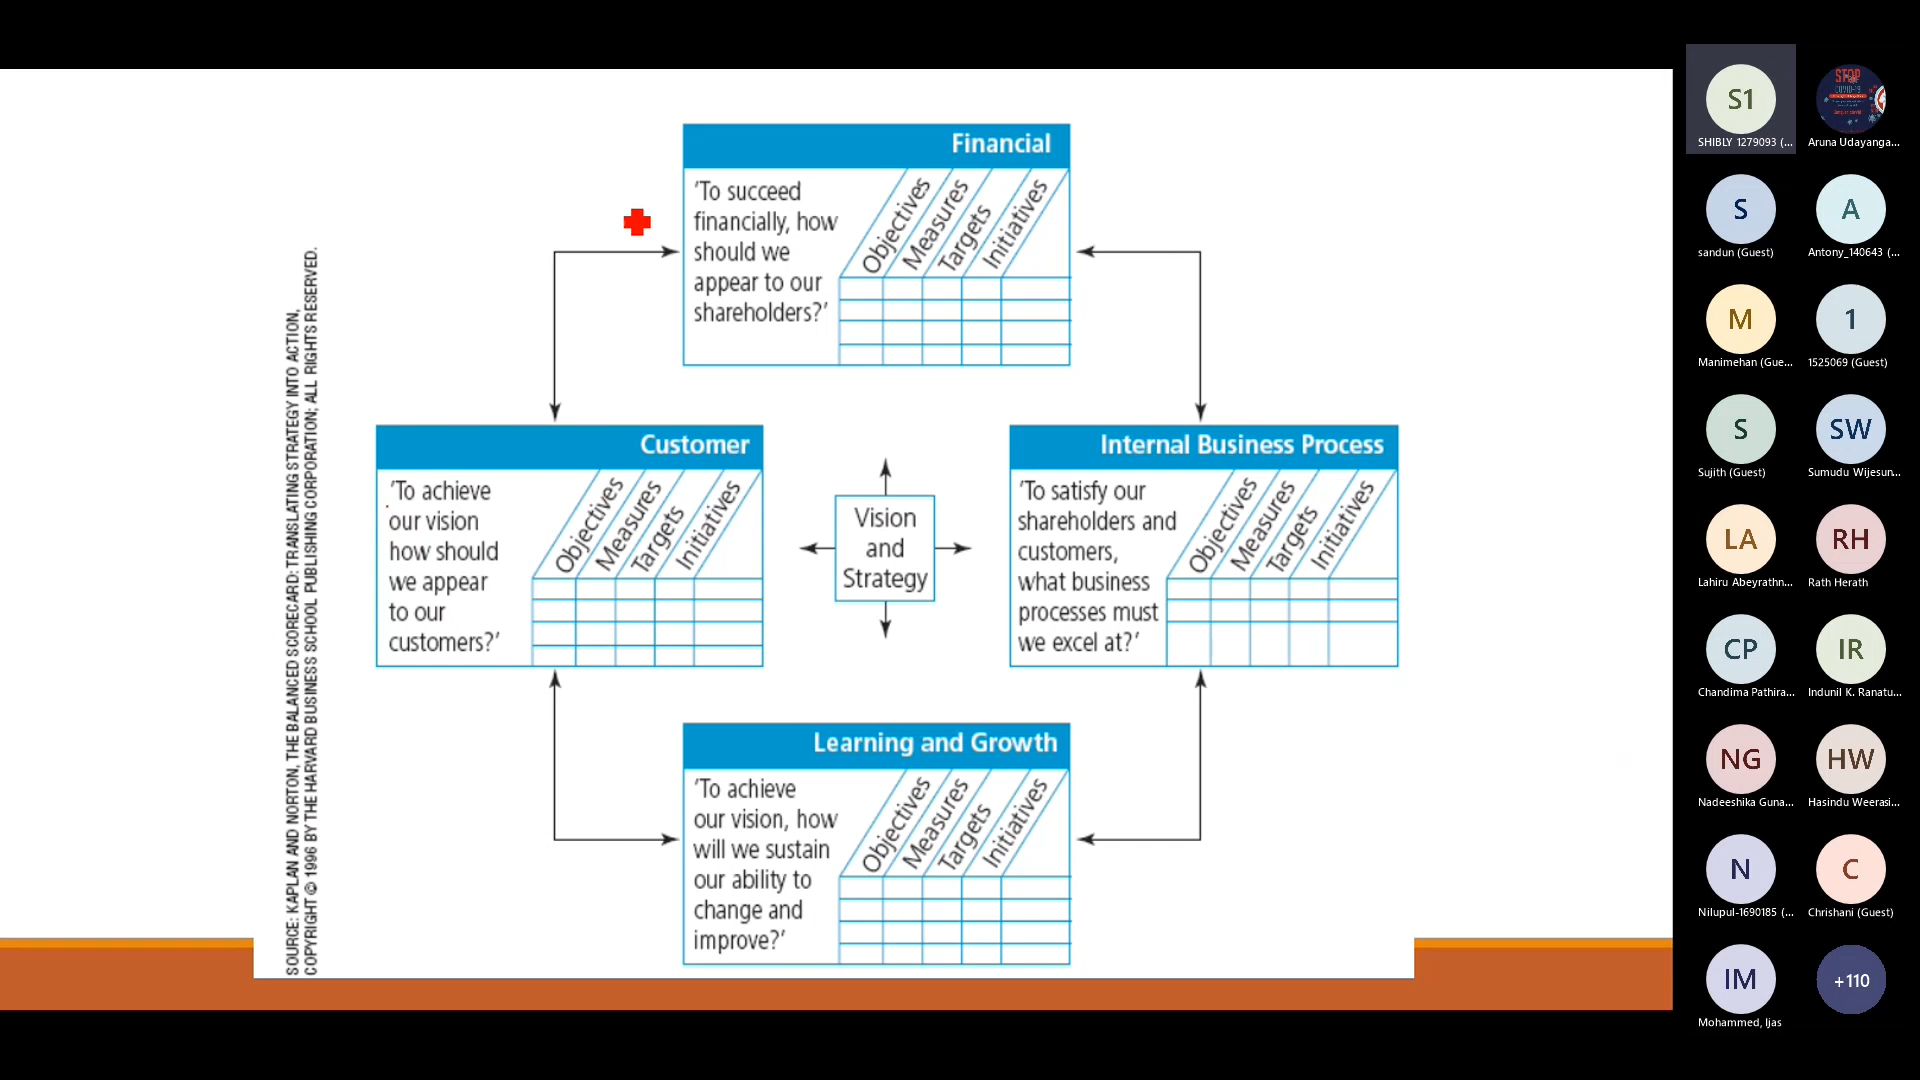 SOURCE: KAPLAN AND NORTON, THE BALANCED SCORECARD: TRANSLATING STRATEGY INTO ACTION,
COPYRIGHT © 1996 BY THE HARVARD BUSINESS SCHOOL PUBLISHING CORPORATION; ALL RIGHTS RESERVED.
Financial
'To succeed
financially, how
should we
appear to our
shareholders?'
Objectives
Measures
Targets
Initiatives
Customer
'To achieve
our vision
how should
we appear
to our
customers?'
Objectives
Measures
Targets
Initiatives
Vision
and
Strategy
Internal Business Process
'To satisfy our
shareholders and
customers,
what business
processes must
we excel at?'
Objectives
Measures
Targets
Initiatives
Learning and Growth
'To achieve
our vision, how
will we sustain
our ability to
change and
improve?'
Objectives
Measures
Targets
Initiatives
S1
SHIBLY 1279093 (...
STOP
COVID-19
Aruna Udayanga...
S
sandun (Guest)
A
Antony_140643 (...
M
Manimehan (Gue...
1
1525069 (Guest)
S
Sujith (Guest)
SW
Sumudu Wijesun...
LA
Lahiru Abeyrathn...
RH
Rath Herath
CP
Chandima Pathira...
IR
Indunil K. Ranatu...
NG
Nadeeshika Guna...
HW
Hasindu Weerasi...
N
Nilupul-1690185 (...
C
Chrishani (Guest)
IM
Mohammed, Ijas
+110